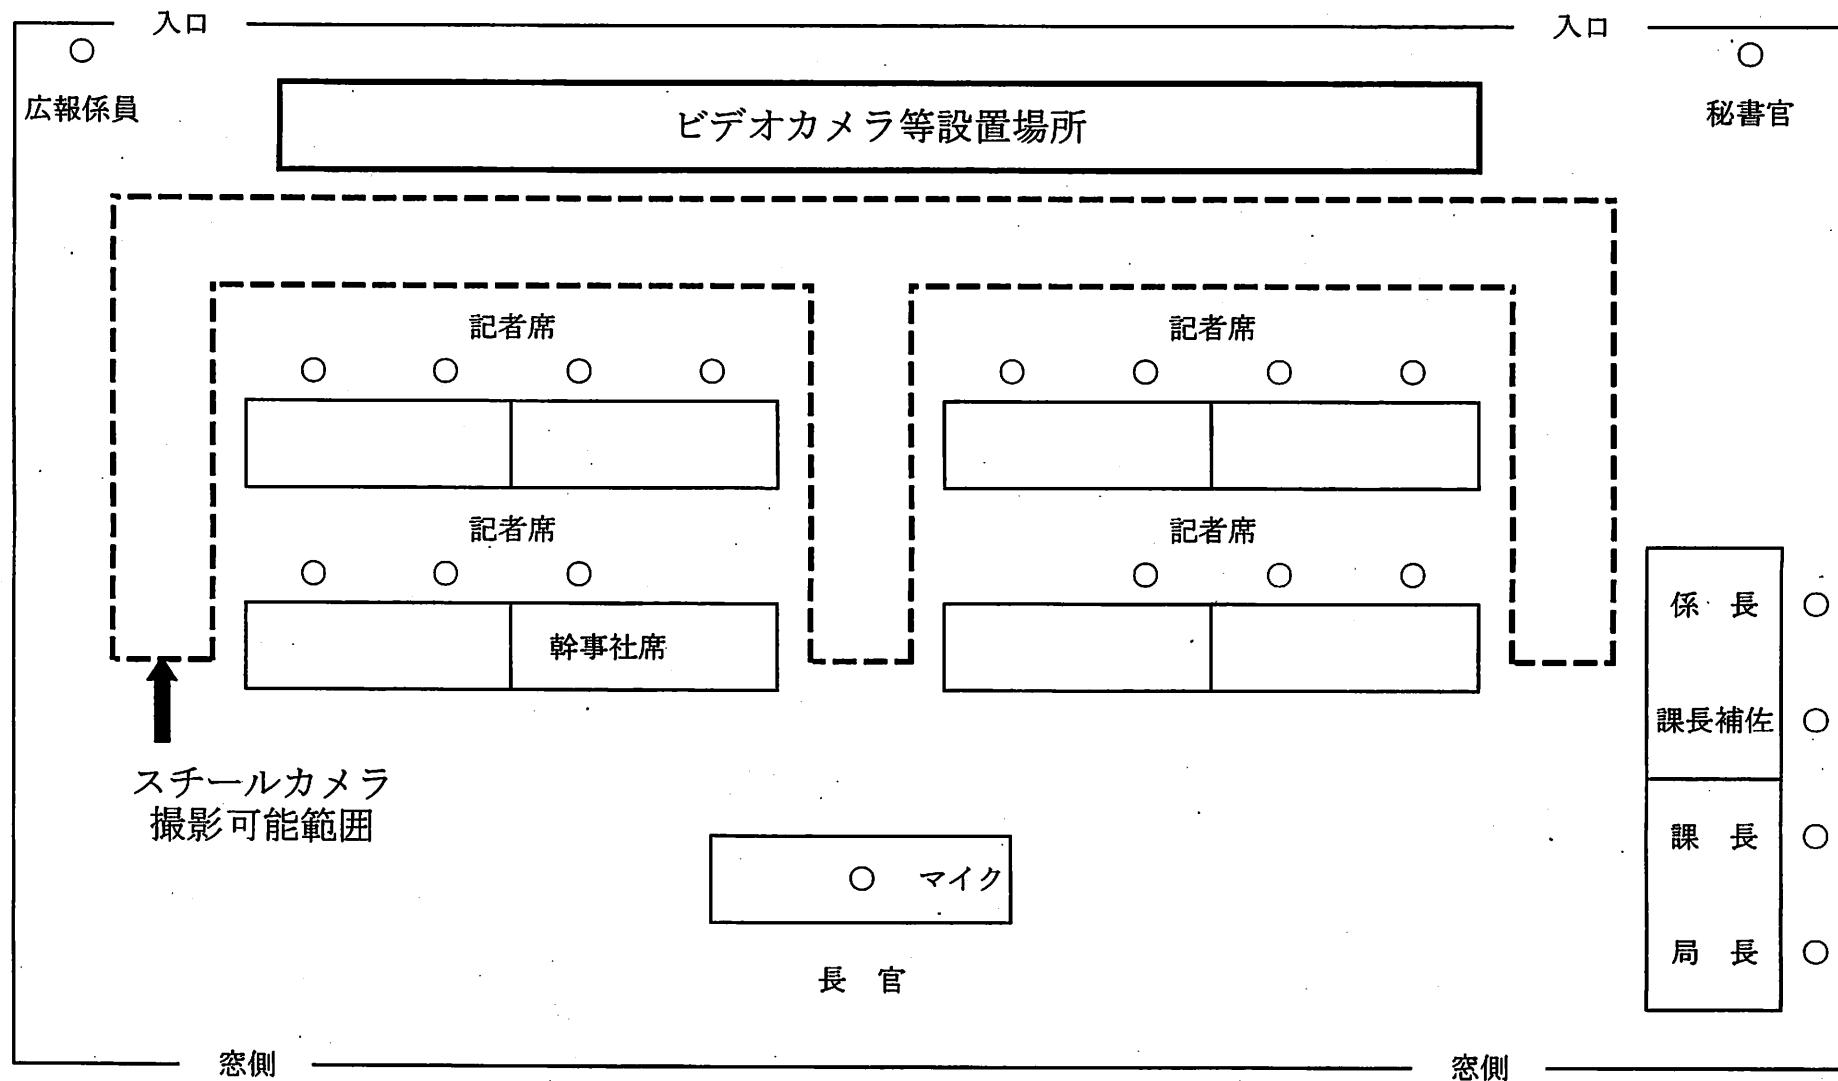 入口
入口
広報係員
秘書官
ビデオカメラ等設置場所
記者席
記者席
記者席
記者席
幹事社席
係 長
課長補佐
課 長
局 長
スチールカメラ
撮影可能範囲
マイク
長 官
窓側
窓側